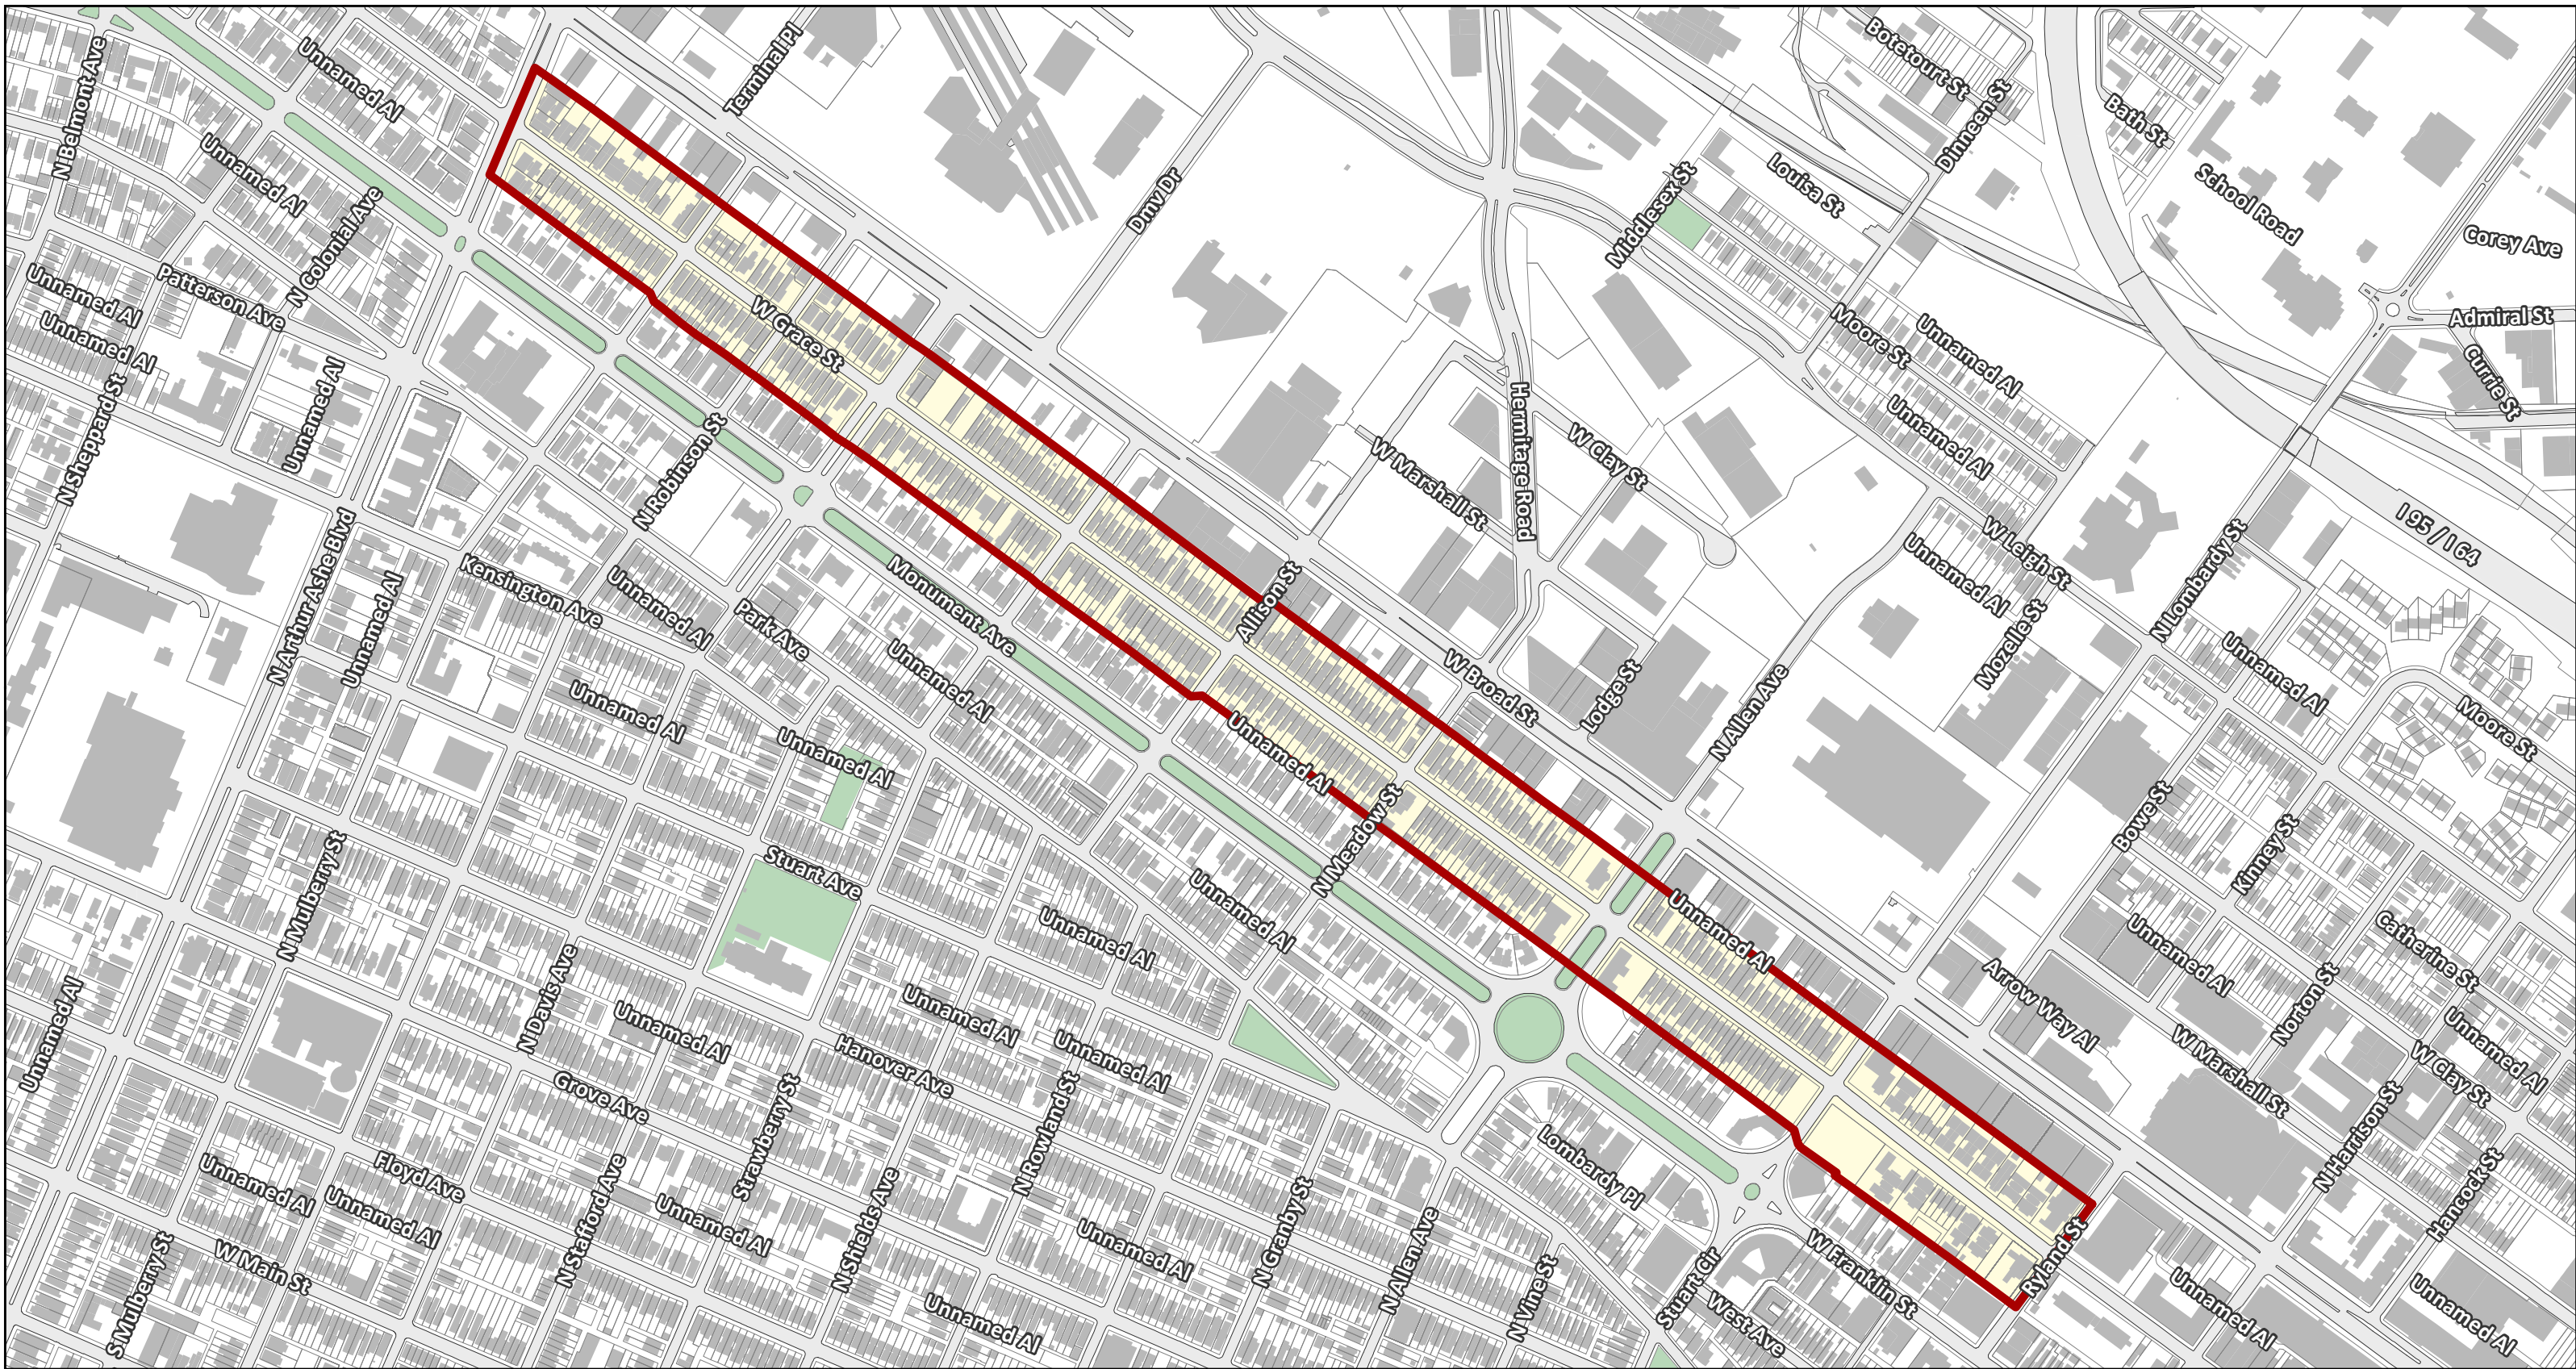 Unnamed Al
Terminal Pl
Botetourt St
N Belmont Ave
Dinneen St
Bath St
Unnamed Al
N Colonial Ave
Dmv Dr
Middlesex St
Louisa St
School Road
Corey Ave
Unnamed Al
Patterson Ave
Unnamed Al
W Grace St
Moore St
Unnamed Al
Admiral St
Currie St
Unnamed Al
N Sheppard St
N Robinson St
Hermitage Road
W Marshall St
W Clay St
Unnamed Al
I 95 / I 64
N Arthur Ashe Blvd
Unnamed Al
Kensington Ave
Unnamed Al
Park Ave
Monument Ave
Allison St
W Leigh St
Unnamed Al
N Lombardy St
Mozelle St
Unnamed Al
Unnamed Al
Unnamed Al
Unnamed Al
W Broad St
Lodge St
N Allen Ave
Moore St
Unnamed Al
N Meadow St
Bowe St
Kinney St
N Mulberry St
Stuart Ave
Unnamed Al
Unnamed Al
Unnamed Al
Unnamed Al
Catherine St
N Davis Ave
Unnamed Al
Unnamed Al
Unnamed Al
Arrow Way Al
Norton St
Unnamed Al
Unnamed Al
Hanover Ave
Unnamed Al
W Marshall St
W Clay St
Grove Ave
Strawberry St
N Rowland St
Lombardy Pl
N Harrison St
Hancock St
Floyd Ave
Unnamed Al
Unnamed Al
N Stafford Ave
Unnamed Al
N Shields Ave
Unnamed Al
N Granby St
N Allen Ave
W Franklin St
Ryland St
S Mulberry St
W Main St
Unnamed Al
N Vine St
Stuart Cir
West Ave
Unnamed Al
Unnamed Al